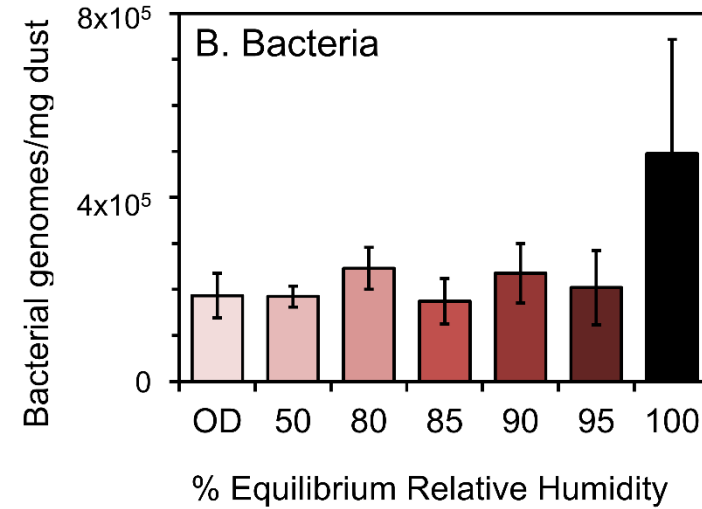 8x10⁵
B. Bacteria
Bacterial genomes/mg dust
4x10⁵
0
OD 50 80 85 90 95 100
% Equilibrium Relative Humidity